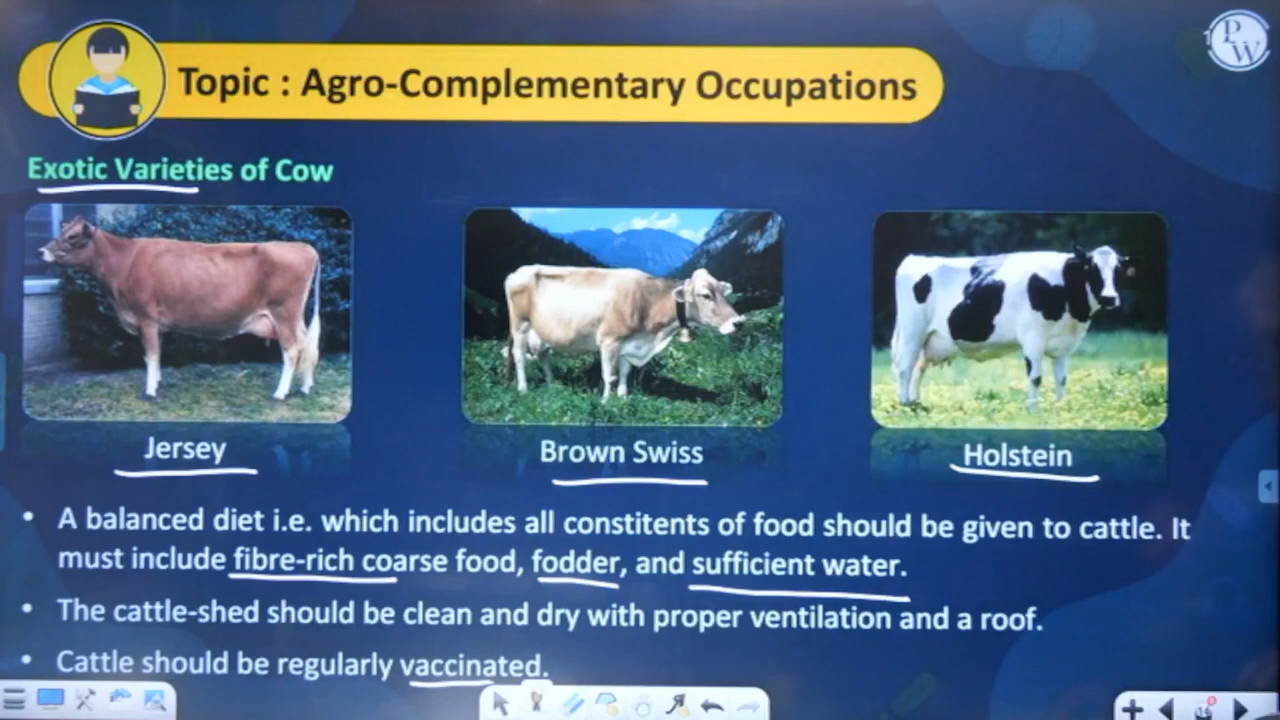 PW
Topic : Agro-Complementary Occupations
Exotic Varieties of Cow
Jersey
Brown Swiss
Holstein
• A balanced diet i.e. which includes all constitents of food should be given to cattle. It
must include fibre-rich coarse food, fodder, and sufficient water.
• The cattle-shed should be clean and dry with proper ventilation and a roof.
• Cattle should be regularly vaccinated.